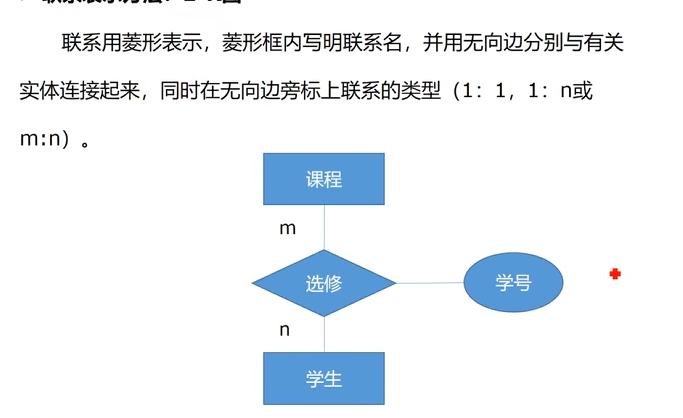 联系用菱形表示，菱形框内写明联系名，并用无向边分别与有关
实体连接起来，同时在无向边旁标上联系的类型（1：1，1：n或
m:n）。
课程
m
选修
学号
n
学生